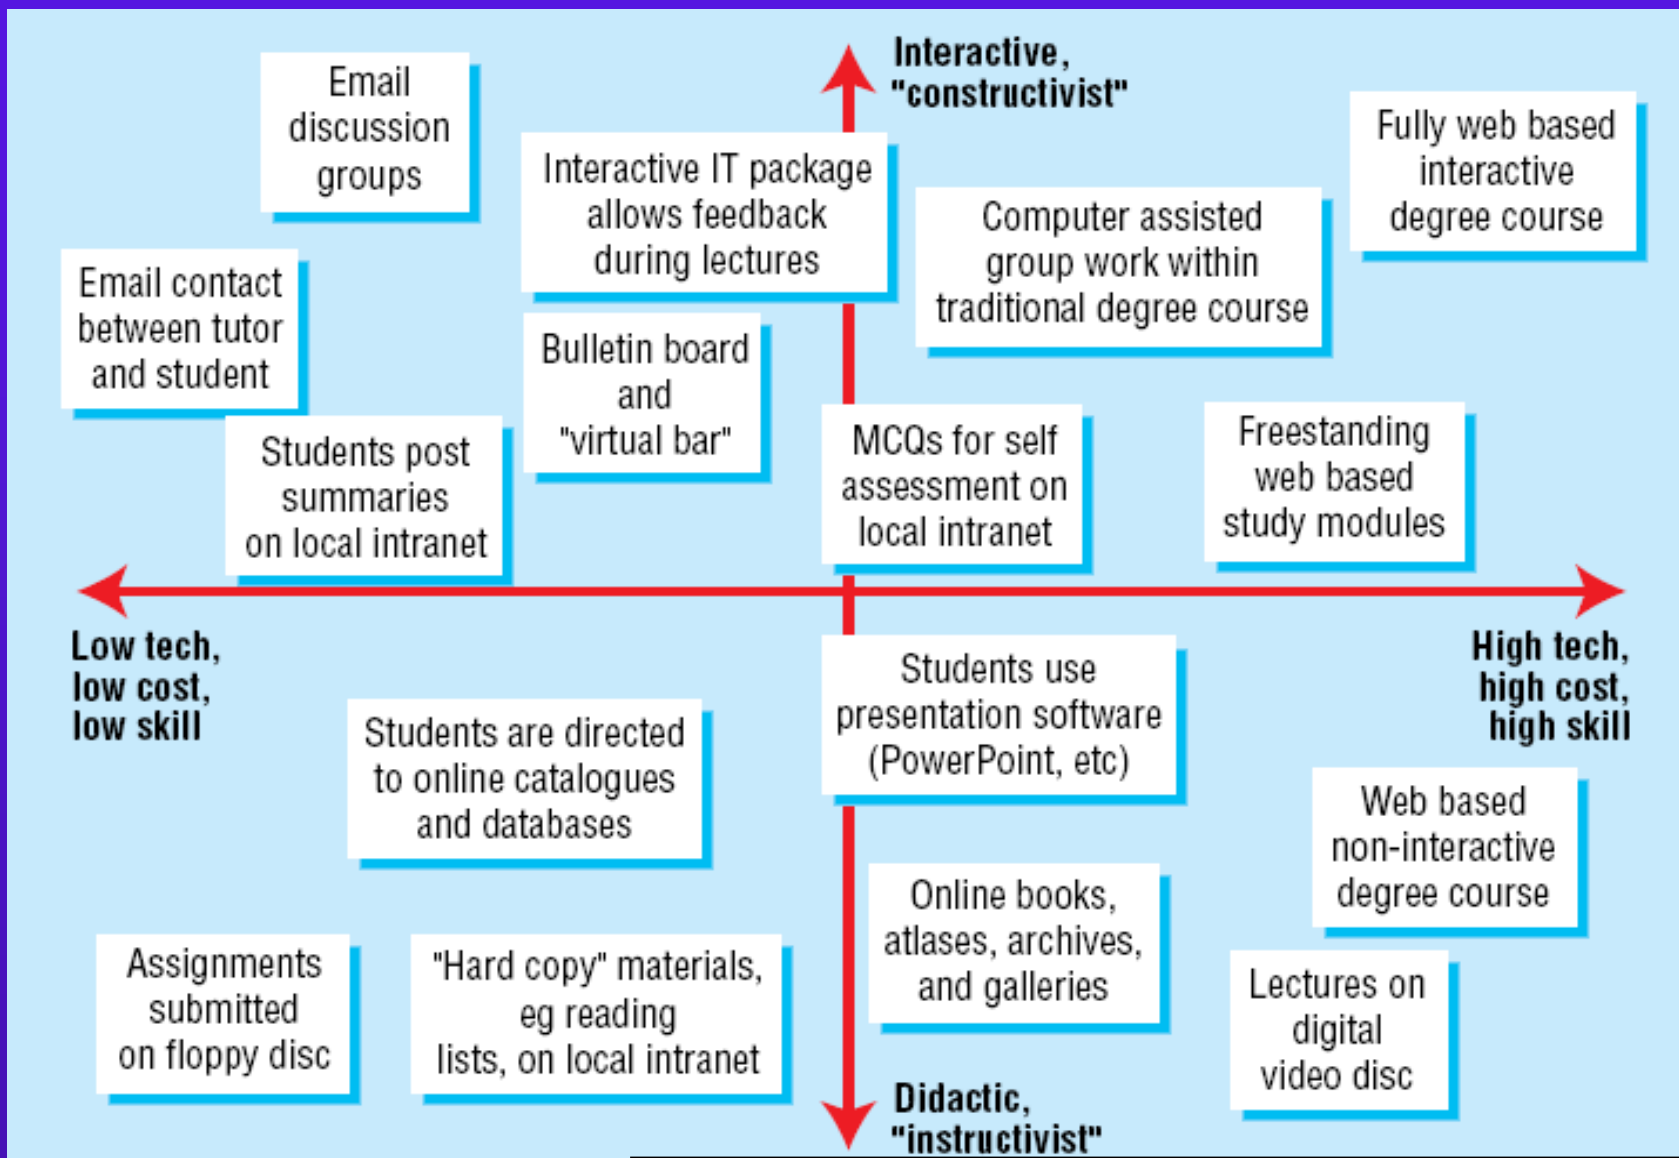 Interactive,
"constructivist"
Email
discussion
groups
Interactive IT package
allows feedback
during lectures
Fully web based
interactive
degree course
Computer assisted
group work within
traditional degree course
Email contact
between tutor
and student
Bulletin board
and
"virtual bar"
Students post
summaries
on local intranet
MCQs for self
assessment on
local intranet
Freestanding
web based
study modules
Low tech,
low cost,
low skill
High tech,
high cost,
high skill
Students use
presentation software
(PowerPoint, etc)
Students are directed
to online catalogues
and databases
Web based
non-interactive
degree course
Online books,
atlases, archives,
and galleries
Assignments
submitted
on floppy disc
"Hard copy" materials,
eg reading
lists, on local intranet
Lectures on
digital
video disc
Didactic,
"instructivist"